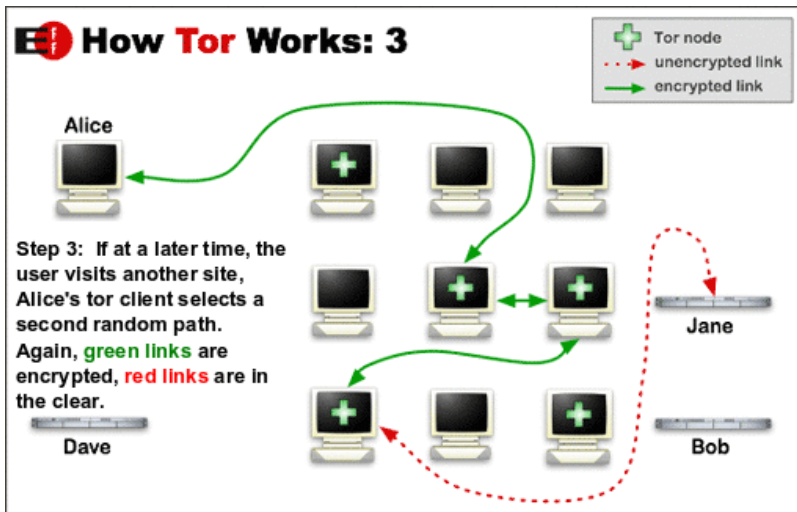 EFF How Tor Works: 3
Tor node
unencrypted link
encrypted link
Alice
Step 3: If at a later time, the
user visits another site,
Alice's tor client selects a
second random path.
Again, green links are
encrypted, red links are in
the clear.
Jane
Dave
Bob